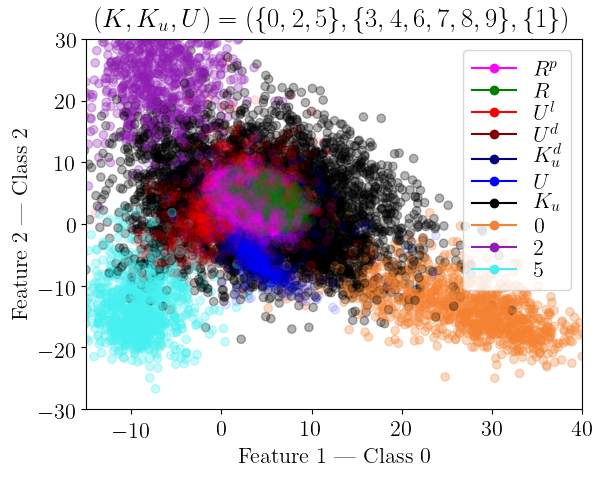 (K, K_u, U) = ({0, 2, 5}, {3, 4, 6, 7, 8, 9}, {1})
30
20
10
0
−10
−20
−30
Feature 2 — Class 2
R^p
R
U^l
U^d
K_u^d
U
K_u
0
2
5
−10
0
10
20
30
40
Feature 1 — Class 0